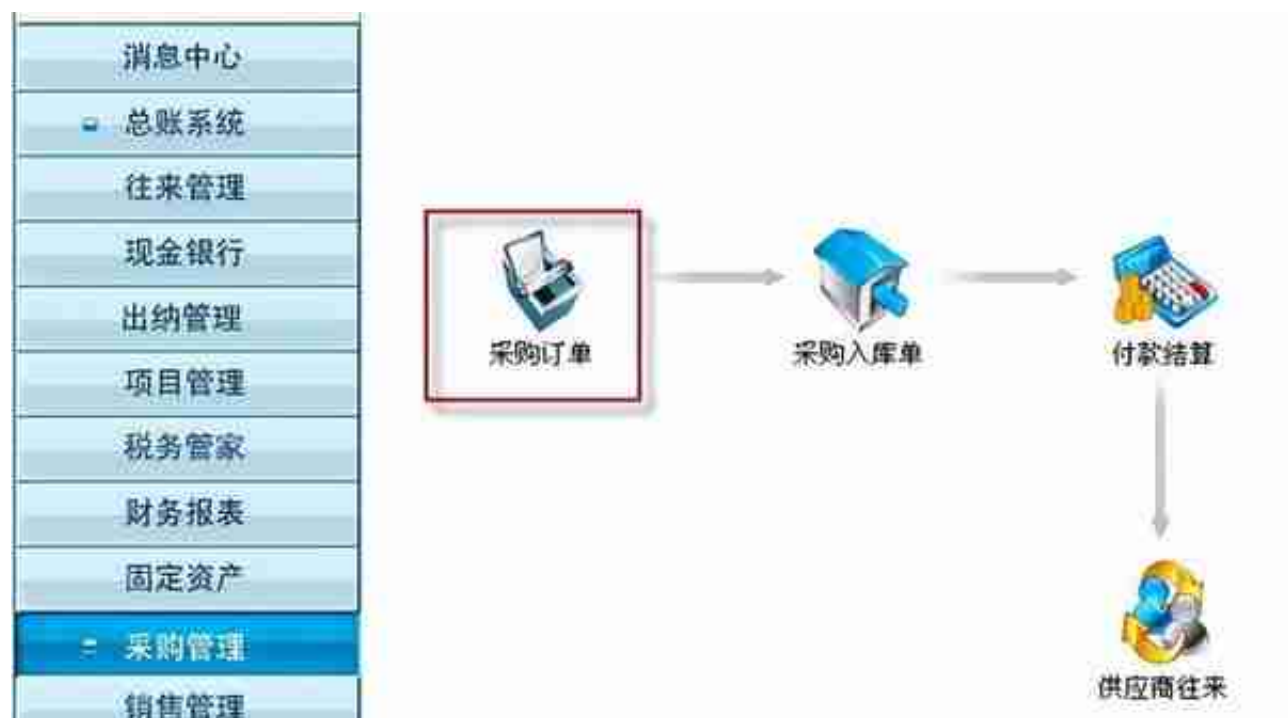 消息中心
总账系统
往来管理
现金银行
出纳管理
项目管理
税务管家
财务报表
固定资产
采购管理
销售管理
采购订单
采购入库单
付款结算
供应商往来